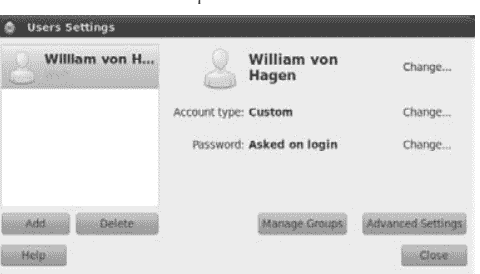 Users Settings
William von H...
William von
Hagen
Change...
Account type: Custom
Change...
Password: Asked on login
Change...
Add
Delete
Manage Groups
Advanced Settings
Help
Close